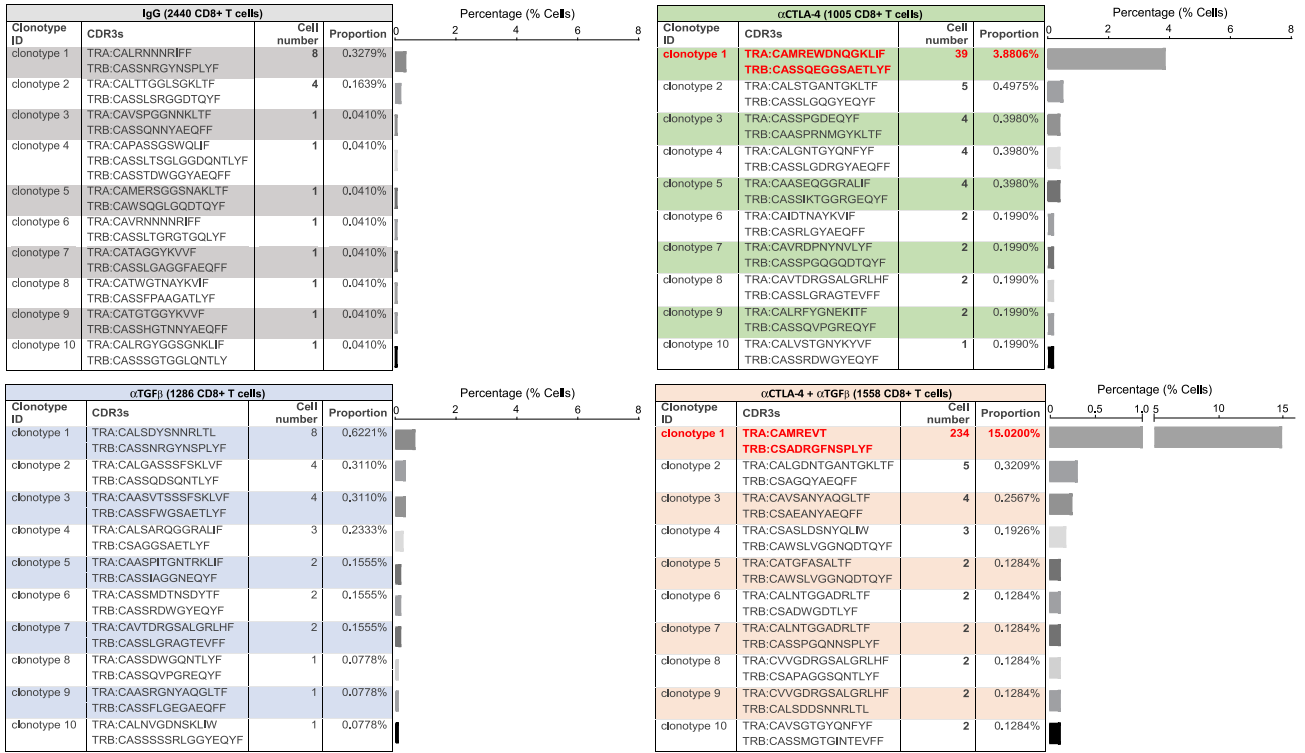 IgG (2440 CD8+ T cells)
Percentage (% Cells)
Clonotype ID CDR3s Cell number Proportion
0 2 4 6 8
clonotype 1 TRA:CALRNNNRIFF 8 0.3279%
TRB:CASSNRGYNSPLYF
clonotype 2 TRA:CALTTGGLSGKLTF 4 0.1639%
TRB:CASSLSRGGDTQYF
clonotype 3 TRA:CAVSPGGNNKLTF 1 0.0410%
TRB:CASSQNNYAEQFF
clonotype 4 TRA:CAPASSGSWQLIF 1 0.0410%
TRB:CASSLTSGLGGDQNTLYF
TRB:CASSTDWGGYAEQFF
clonotype 5 TRA:CAMERSGGSNAKLTF 1 0.0410%
TRB:CAWSQGLGQDTQYF
clonotype 6 TRA:CAVRNNNNRIFF 1 0.0410%
TRB:CASSLTGRGTGQLYF
clonotype 7 TRA:CATAGGYKVVF 1 0.0410%
TRB:CASSLGAGGFAEQFF
clonotype 8 TRA:CATWGTNAYKVIF 1 0.0410%
TRB:CASSFPAAGATLYF
clonotype 9 TRA:CATGTGGYKVVF 1 0.0410%
TRB:CASSHGTNNYAEQFF
clonotype 10 TRA:CALRGYGGSGNKLIF 1 0.0410%
TRB:CASSSGTGGLQNTLY
αCTLA-4 (1005 CD8+ T cells)
Percentage (% Cells)
Clonotype ID CDR3s Cell number Proportion
0 2 4 6 8
clonotype 1 TRA:CAMREWDNQGKLIF 39 3.8806%
TRB:CASSQEGGSAETLYF
clonotype 2 TRA:CALSTGANTGKLTF 5 0.4975%
TRB:CASSLGQGYEQYF
clonotype 3 TRA:CASSPGDEQYF 4 0.3980%
TRB:CAASPRNMGYKLTF
clonotype 4 TRA:CALGNTGYQNFYF 4 0.3980%
TRB:CASSLGDRGYAEQFF
clonotype 5 TRA:CAASEQGGRALIF 4 0.3980%
TRB:CASSIKTGGRGEQYF
clonotype 6 TRA:CAIDTNAYKVIF 2 0.1990%
TRB:CASRLGYAEQFF
clonotype 7 TRA:CAVRDPNYNVLYF 2 0.1990%
TRB:CASSPGQGQDTQYF
clonotype 8 TRA:CAVTDRGSALGRLHF 2 0.1990%
TRB:CASSLGRAGTEVFF
clonotype 9 TRA:CALRFYGNEKITF 2 0.1990%
TRB:CASSQVPGREQYF
clonotype 10 TRA:CALVSTGNYKYVF 1 0.1990%
TRB:CASSRDWGYEQYF
αTGFβ (1286 CD8+ T cells)
Percentage (% Cells)
Clonotype ID CDR3s Cell number Proportion
0 2 4 6 8
clonotype 1 TRA:CALSDYSNNRLTL 8 0.6221%
TRB:CASSNRGYNSPLYF
clonotype 2 TRA:CALGASSSFSKLVF 4 0.3110%
TRB:CASSQDSQNTLYF
clonotype 3 TRA:CAASVTSSSFSKLVF 4 0.3110%
TRB:CASSFWGSAETLYF
clonotype 4 TRA:CALSARQGGRALIF 3 0.2333%
TRB:CSAGGSAETLYF
clonotype 5 TRA:CAASPITGNTRKLIF 2 0.1555%
TRB:CASSIAGGNEQYF
clonotype 6 TRA:CASSMDTNSDYTF 2 0.1555%
TRB:CASSRDWGYEQYF
clonotype 7 TRA:CAVTDRGSALGRLHF 2 0.1555%
TRB:CASSLGRAGTEVFF
clonotype 8 TRA:CASSDWGQNTLYF 1 0.0778%
TRB:CASSQVPGREQYF
clonotype 9 TRA:CAASRGNYAQGLTF 1 0.0778%
TRB:CASSFLGEGAEQFF
clonotype 10 TRA:CALNVGDNSKLIW 1 0.0778%
TRB:CASSSSSRLGGYEQYF
αCTLA-4 + αTGFβ (1558 CD8+ T cells)
Percentage (% Cells)
Clonotype ID CDR3s Cell number Proportion
0 0.5 1.0 5 10 15
clonotype 1 TRA:CAMREVT 234 15.0200%
TRB:CSADRGFNSPLYF
clonotype 2 TRA:CALGDNTGANTGKLTF 5 0.3209%
TRB:CSAGQYAEQFF
clonotype 3 TRA:CAVSANYAQGLTF 4 0.2567%
TRB:CSAEANYAEQFF
clonotype 4 TRA:CSASLDSNYQLIW 3 0.1926%
TRB:CAWSLVGGNQDTQYF
clonotype 5 TRA:CATGFASALTF 2 0.1284%
TRB:CAWSLVGGNQDTQYF
clonotype 6 TRA:CALNTGGADRLTF 2 0.1284%
TRB:CSADWGDTLYF
clonotype 7 TRA:CALNTGGADRLTF 2 0.1284%
TRB:CASSPGQNNSPLYF
clonotype 8 TRA:CVVGDRGSALGRLHF 2 0.1284%
TRB:CSAPAGGSQNTLYF
clonotype 9 TRA:CVVGDRGSALGRLHF 2 0.1284%
TRB:CALSDDSNNRLTL
clonotype 10 TRA:CAVSGTGYQNFYF 2 0.1284%
TRB:CASSMGTGINTEVFF